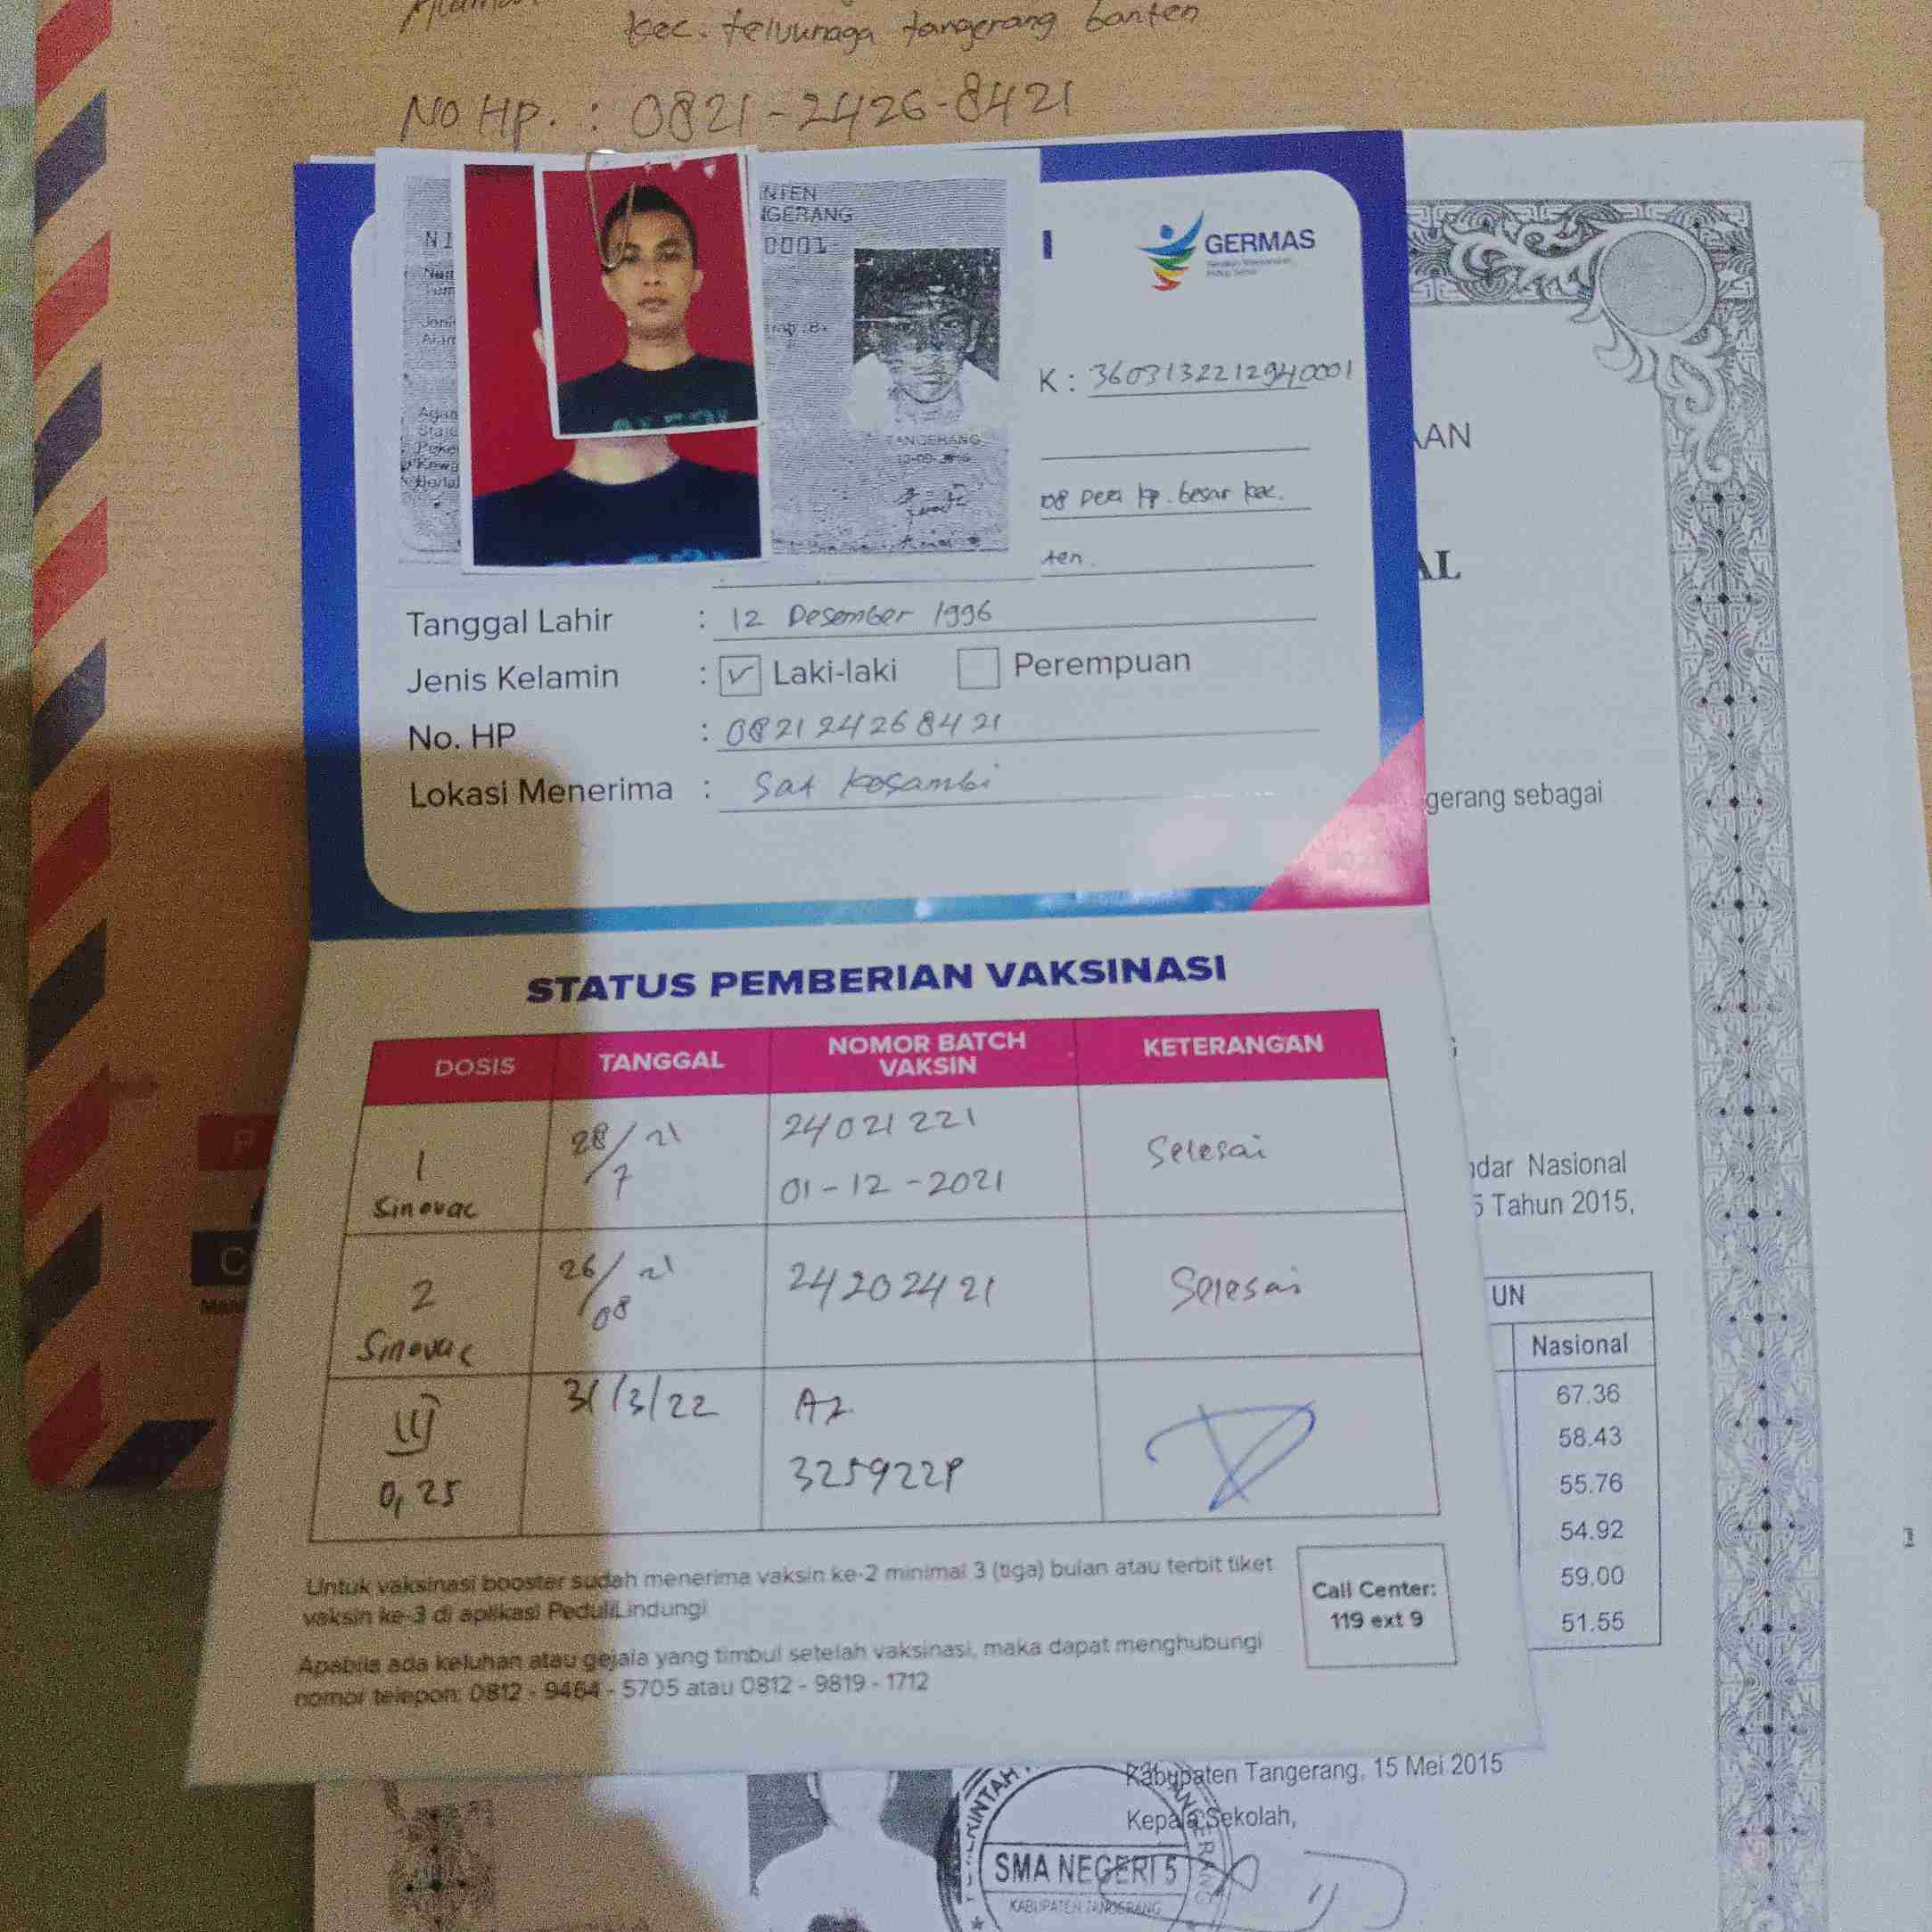 Kec. teluknaga tangerang banten
No Hp. : 0821-2426-8421
NTEN
NGERANG
NI
0001
GERMAS
K : 3603132212940001
TANGERANG
08 Desa kp. besar kec.
ten
Tanggal Lahir : 12 Desember 1996
Jenis Kelamin : ✓ Laki-laki Perempuan
No. HP : 082124268421
Lokasi Menerima : Sat Kosambi
STATUS PEMBERIAN VAKSINASI
DOSIS TANGGAL NOMOR BATCH VAKSIN KETERANGAN
1 Sinovac 28/7 21 24021221 01-12-2021 Selesai
2 Sinovac 26/08 21 24202421 Selesai
III 0,25 31/3/22 AZ 325922P
Untuk vaksinasi booster sudah menerima vaksin ke-2 minimal 3 (tiga) bulan atau terbit tiket
vaksin ke-3 di aplikasi PeduliLindungi
Apabila ada keluhan atau gejala yang timbul setelah vaksinasi, maka dapat menghubungi
nomor telepon: 0812 - 9464 - 5705 atau 0812 - 9819 - 1712
Call Center:
119 ext 9
AAN
AL
gerang sebagai
dar Nasional
5 Tahun 2015,
UN
Nasional
67.36
58.43
55.76
54.92
59.00
51.55
Kabupaten Tangerang, 15 Mei 2015
Kepala Sekolah,
SMA NEGERI 5
KABUPATEN TANGERANG